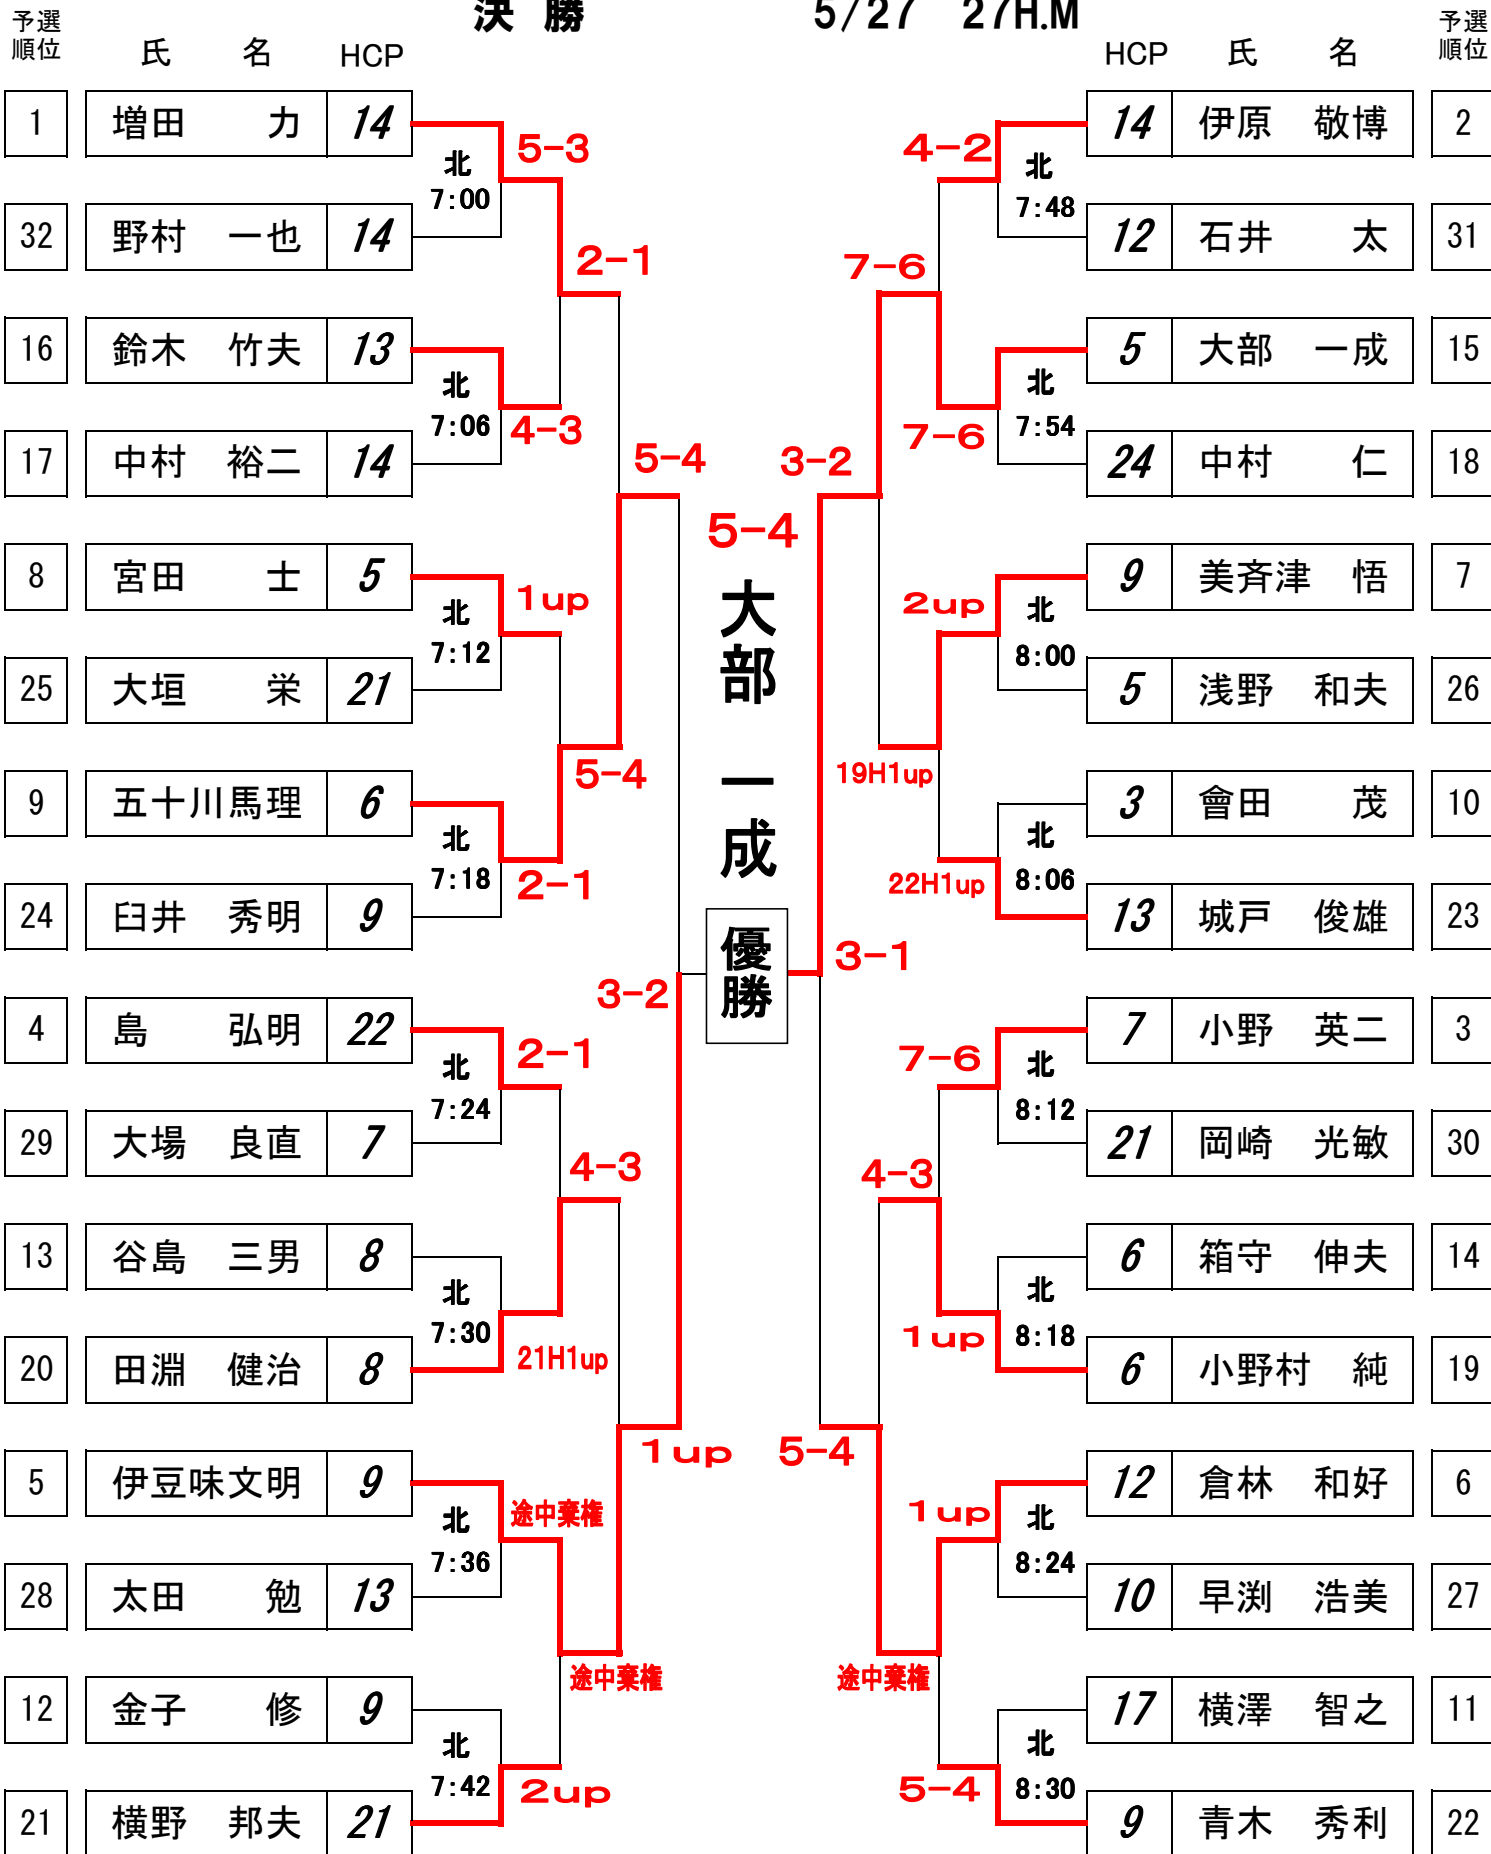 決 勝 5/27 27H.M
予選順位 氏 名 HCP
HCP 氏 名 予選順位
1 増田 力 14
北 7:00
5-3
32 野村 一也 14
2-1
16 鈴木 竹夫 13
北 7:06
4-3
17 中村 裕二 14
5-4
8 宮田 士 5
北 7:12
1up
25 大垣 栄 21
5-4
9 五十川馬理 6
北 7:18
2-1
24 臼井 秀明 9
3-2
4 島 弘明 22
北 7:24
2-1
29 大場 良直 7
4-3
13 谷島 三男 8
北 7:30
21H1up
20 田淵 健治 8
1up
5 伊豆味文明 9
北 7:36
途中棄権
28 太田 勉 13
途中棄権
12 金子 修 9
北 7:42
2up
21 横野 邦夫 21
5-4
大部 一成
優勝
14 伊原 敬博 2
北 7:48
4-2
12 石井 太 31
7-6
5 大部 一成 15
北 7:54
7-6
24 中村 仁 18
3-2
9 美斉津 悟 7
北 8:00
2up
5 浅野 和夫 26
19H1up
3 會田 茂 10
北 8:06
22H1up
13 城戸 俊雄 23
3-1
7 小野 英二 3
北 8:12
7-6
21 岡崎 光敏 30
4-3
6 箱守 伸夫 14
北 8:18
1up
6 小野村 純 19
5-4
12 倉林 和好 6
北 8:24
1up
10 早渕 浩美 27
途中棄権
17 横澤 智之 11
北 8:30
5-4
9 青木 秀利 22